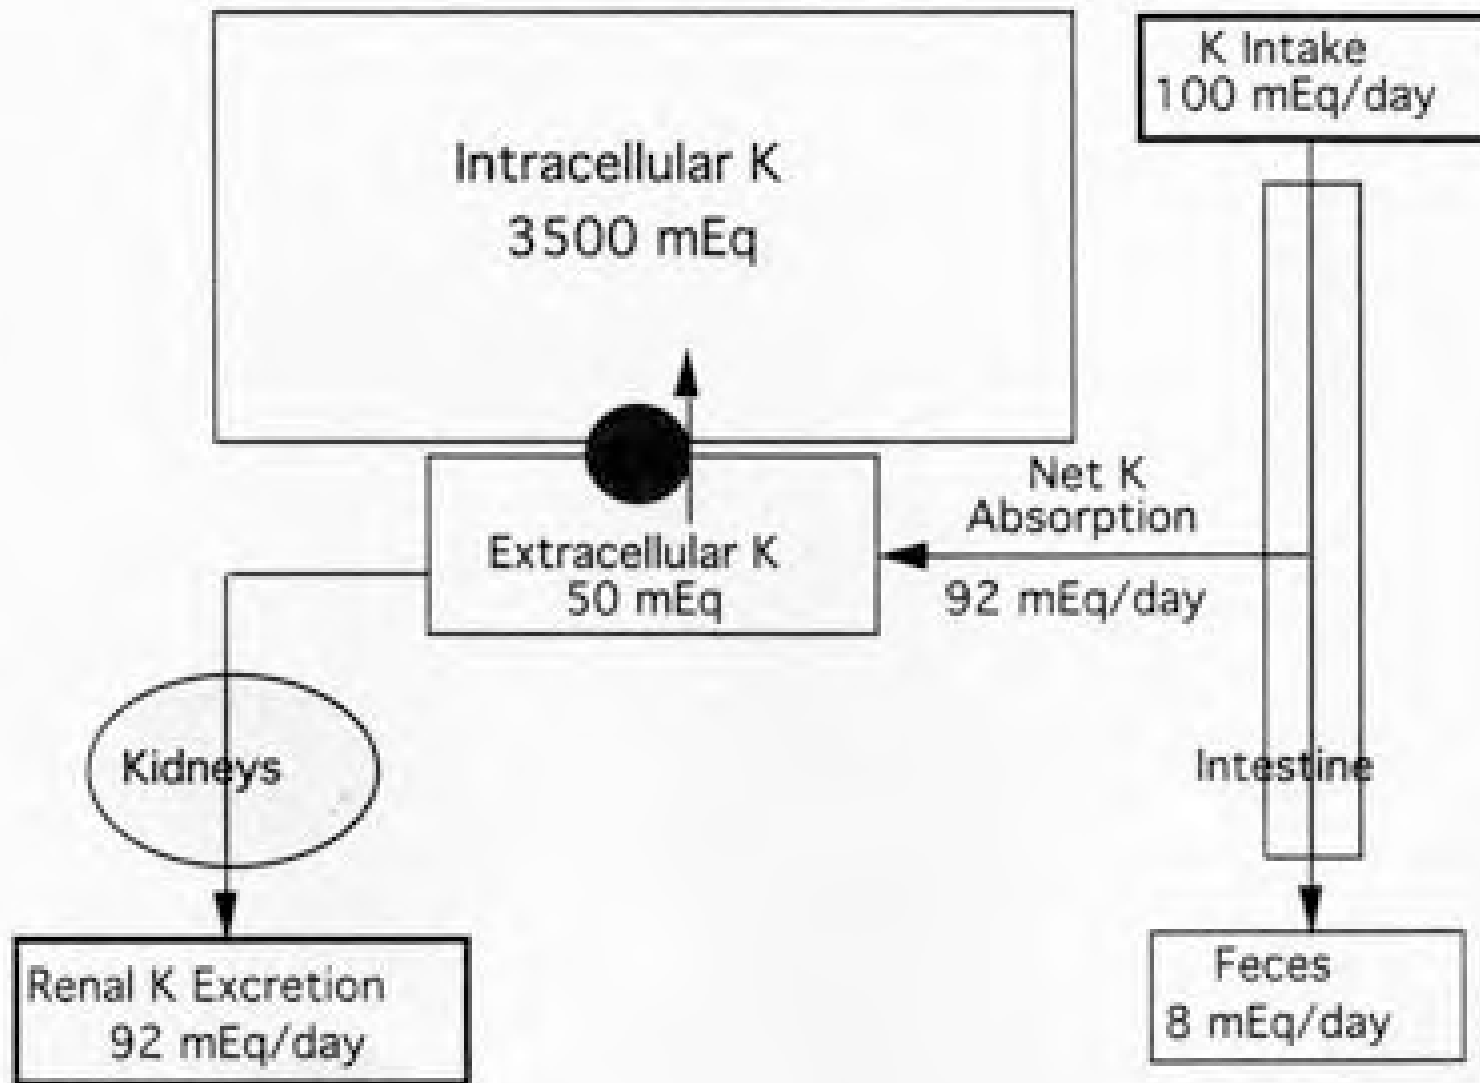 K Intake
100 mEq/day
Intracellular K
3500 mEq
Net K
Absorption
92 mEq/day
Extracellular K
50 mEq
Kidneys
Intestine
Renal K Excretion
92 mEq/day
Feces
8 mEq/day